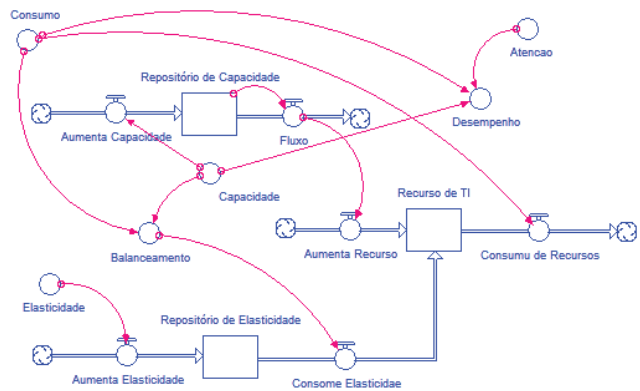 Consumo
Atencao
Repositório de Capacidade
Aumenta Capacidade
Fluxo
Desempenho
Capacidade
Recurso de TI
Balanceamento
Aumenta Recurso
Consumu de Recursos
Elasticidade
Repositório de Elasticidade
Aumenta Elasticidade
Consome Elasticidae